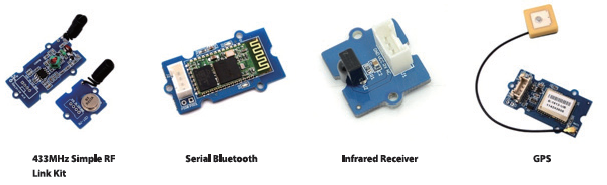 433MHz Simple RF
Link Kit
Serial Bluetooth
Infrared Receiver
GPS